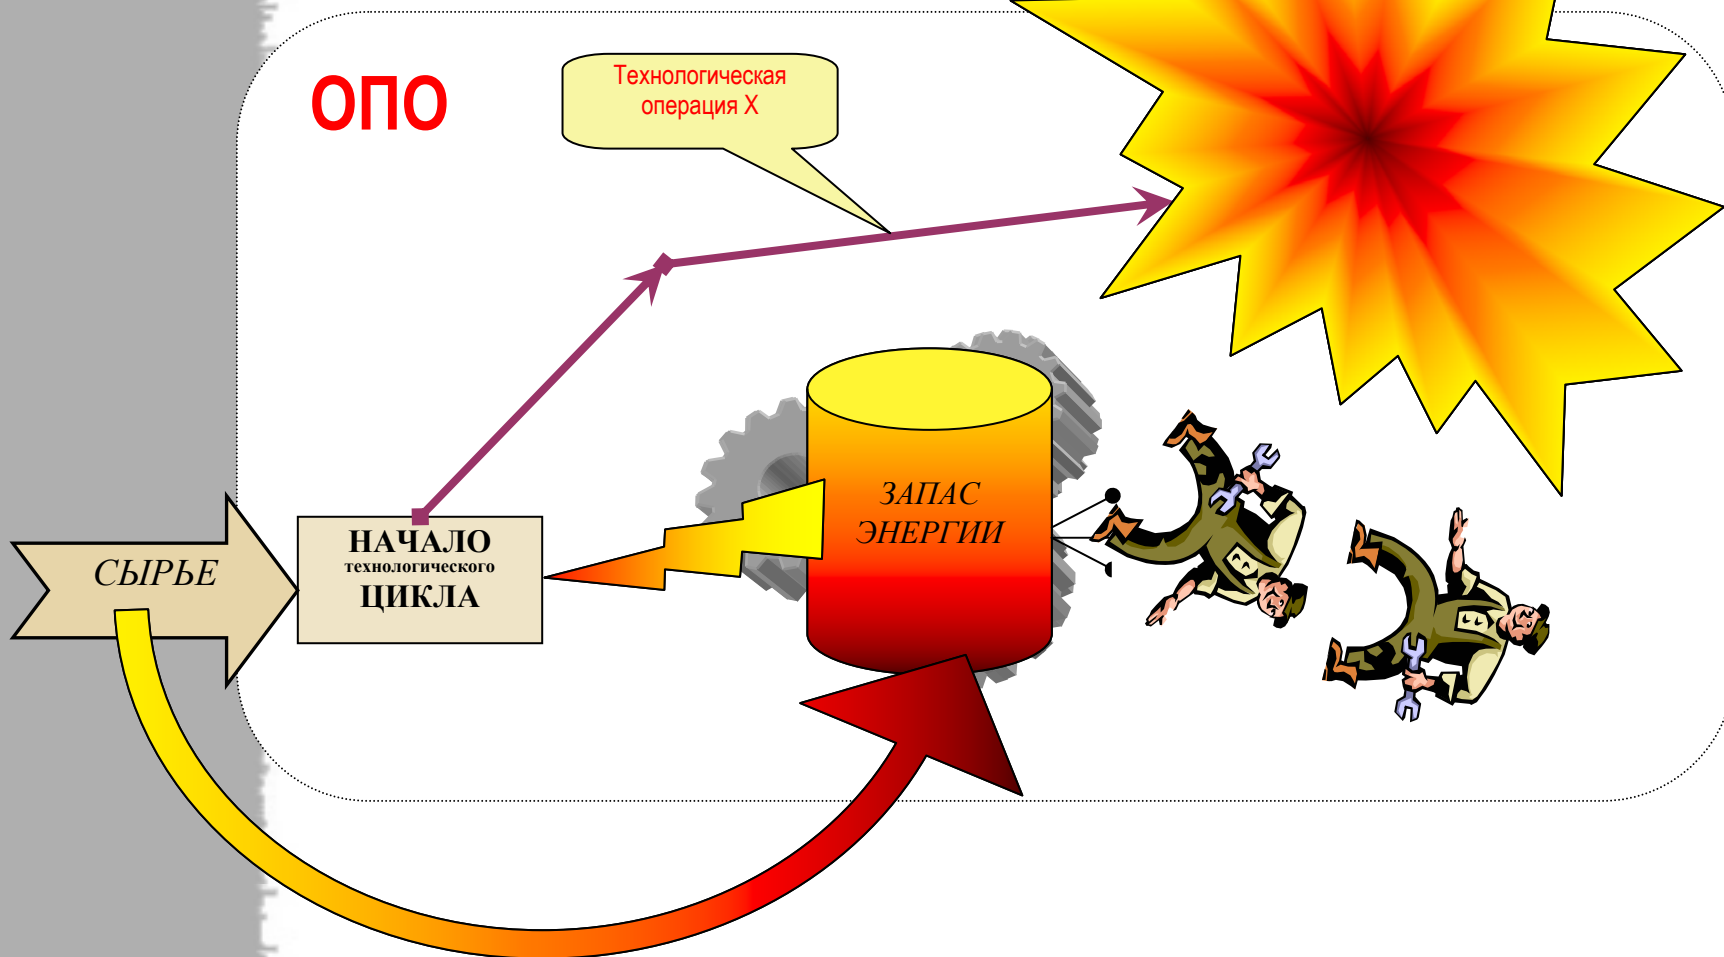 ОПО
Технологическая
операция X
СЫРЬЕ
НАЧАЛО
технологического
ЦИКЛА
ЗАПАС
ЭНЕРГИИ